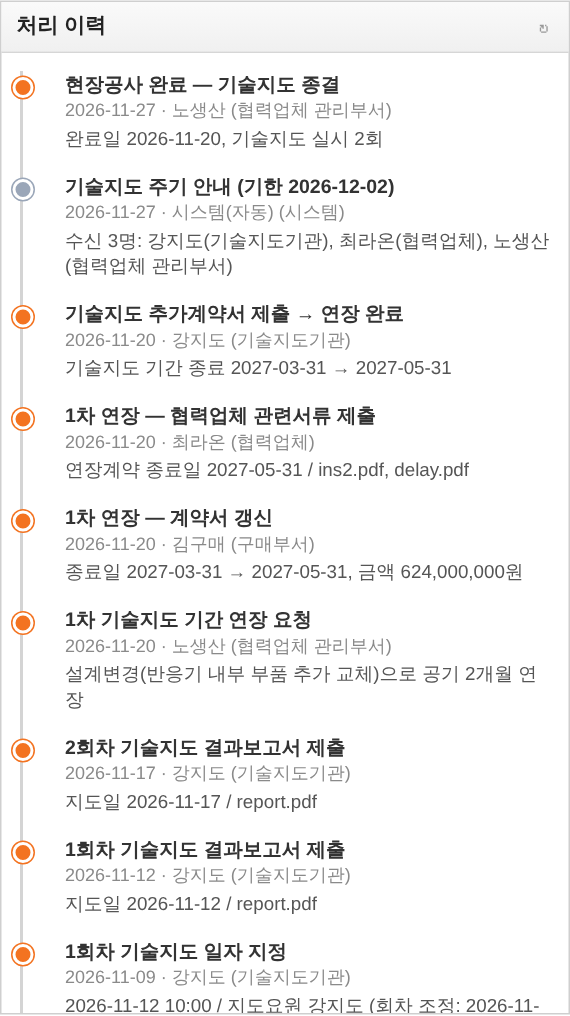 처리 이력
↻
현장공사 완료 — 기술지도 종결
2026-11-27 · 노생산 (협력업체 관리부서)
완료일 2026-11-20, 기술지도 실시 2회
기술지도 주기 안내 (기한 2026-12-02)
2026-11-27 · 시스템(자동) (시스템)
수신 3명: 강지도(기술지도기관), 최라온(협력업체), 노생산
(협력업체 관리부서)
기술지도 추가계약서 제출 → 연장 완료
2026-11-20 · 강지도 (기술지도기관)
기술지도 기간 종료 2027-03-31 → 2027-05-31
1차 연장 — 협력업체 관련서류 제출
2026-11-20 · 최라온 (협력업체)
연장계약 종료일 2027-05-31 / ins2.pdf, delay.pdf
1차 연장 — 계약서 갱신
2026-11-20 · 김구매 (구매부서)
종료일 2027-03-31 → 2027-05-31, 금액 624,000,000원
1차 기술지도 기간 연장 요청
2026-11-20 · 노생산 (협력업체 관리부서)
설계변경(반응기 내부 부품 추가 교체)으로 공기 2개월 연
장
2회차 기술지도 결과보고서 제출
2026-11-17 · 강지도 (기술지도기관)
지도일 2026-11-17 / report.pdf
1회차 기술지도 결과보고서 제출
2026-11-12 · 강지도 (기술지도기관)
지도일 2026-11-12 / report.pdf
1회차 기술지도 일자 지정
2026-11-09 · 강지도 (기술지도기관)
2026-11-12 10:00 / 지도요원 강지도 (회차 조정: 2026-11-